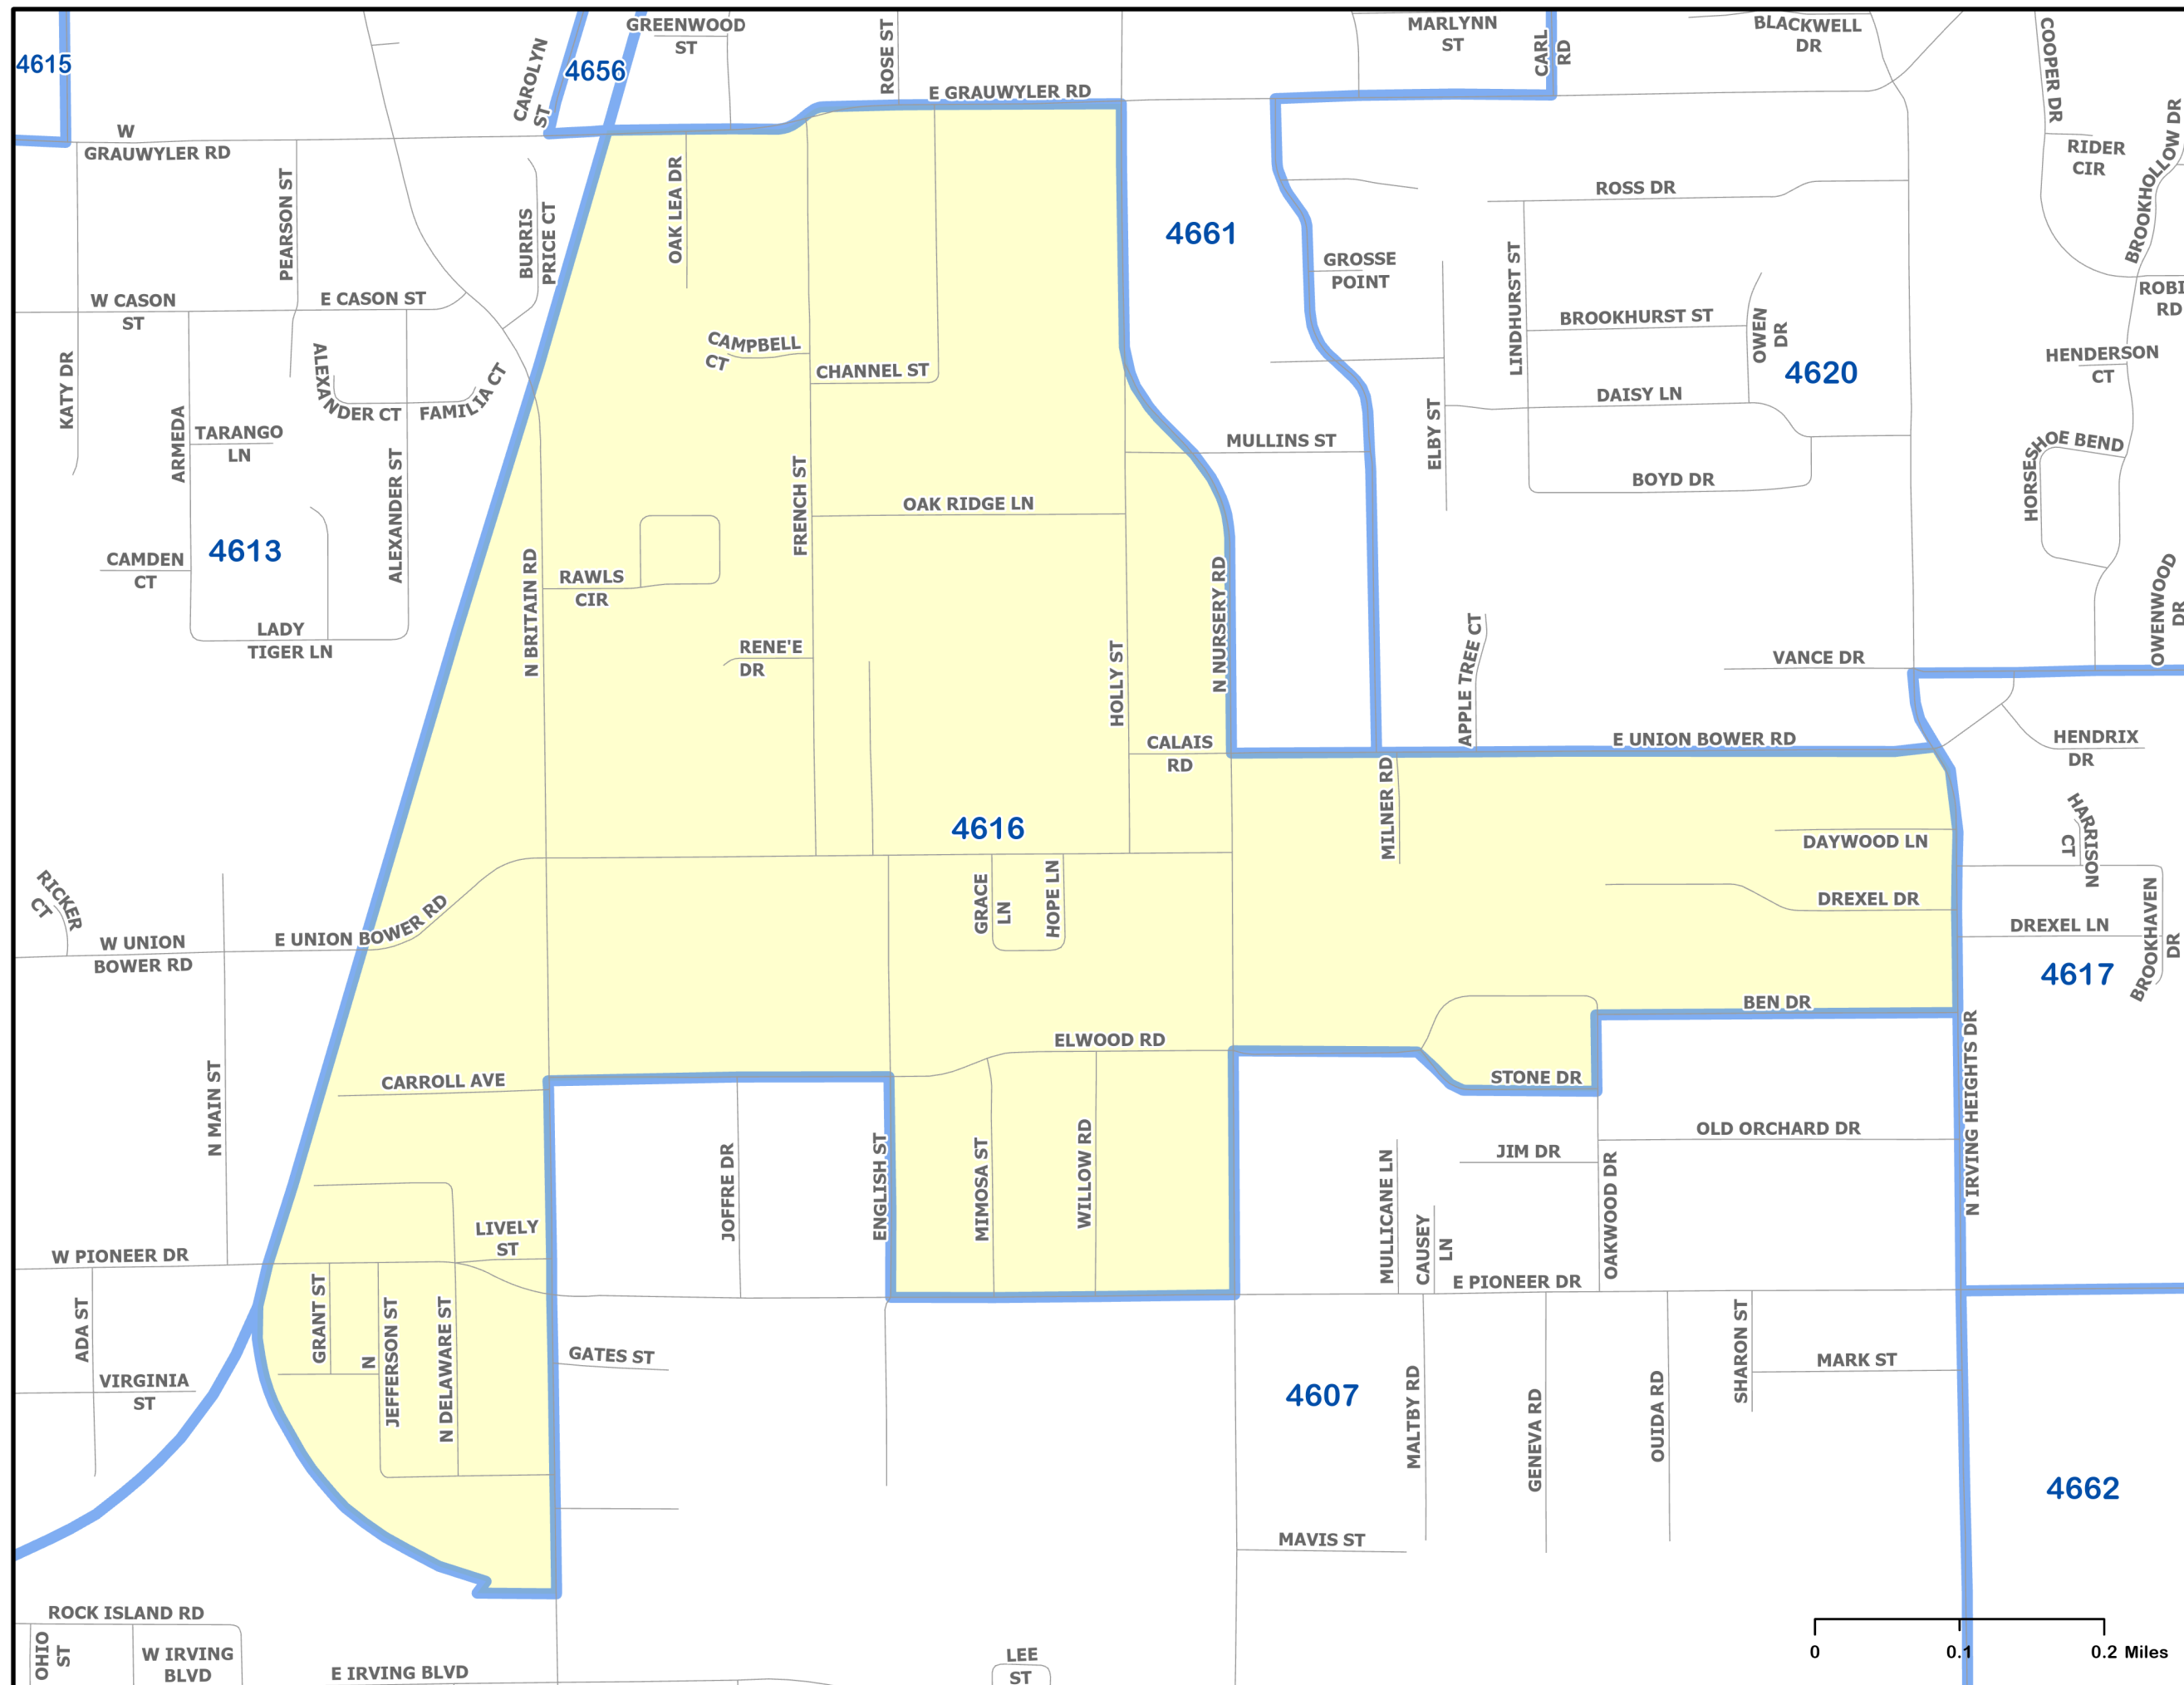 4615
4656
CAROLYN
ST
GREENWOOD
ST
ROSE ST
MARLYNN
ST
CARL
RD
BLACKWELL
DR
COOPER DR
E GRAUWYLER RD
W
GRAUWYLER RD
RIDER
CIR
BROOKHOLLOW DR
PEARSON ST
BURRIS
PRICE CT
OAK LEA DR
4661
ROSS DR
GROSSE
POINT
ROBI
RD
W CASON
ST
E CASON ST
LINDHURST ST
BROOKHURST ST
OWEN
DR
4620
HENDERSON
CT
KATY DR
ALEXANDER CT
FAMILIA CT
CAMPBELL
CT
CHANNEL ST
DAISY LN
ELBY ST
ARMEDA
TARANGO
LN
ALEXANDER ST
MULLINS ST
HORSESHOE BEND
BOYD DR
FRENCH ST
OAK RIDGE LN
4613
CAMDEN
CT
N BRITAIN RD
RAWLS
CIR
N NURSERY RD
OWENWOOD
DR
LADY
TIGER LN
RENE'E
DR
HOLLY ST
APPLE TREE CT
VANCE DR
CALAIS
RD
E UNION BOWER RD
HENDRIX
DR
MILNER RD
4616
HARRISON
CT
DAYWOOD LN
RICKER
CT
GRACE
LN
HOPE LN
DREXEL DR
DREXEL LN
BROOKHAVEN
DR
W UNION
BOWER RD
E UNION BOWER RD
4617
BEN DR
N MAIN ST
ELWOOD RD
N IRVING HEIGHTS DR
CARROLL AVE
STONE DR
JOFFRE DR
ENGLISH ST
MIMOSA ST
WILLOW RD
OLD ORCHARD DR
JIM DR
MULLICANE LN
CAUSEY
LN
OAKWOOD DR
LIVELY
ST
W PIONEER DR
E PIONEER DR
ADA ST
GRANT ST
N
JEFFERSON ST
N DELAWARE ST
GATES ST
VIRGINIA
ST
4607
MALTBY RD
GENEVA RD
OUIDA RD
SHARON ST
MARK ST
4662
MAVIS ST
ROCK ISLAND RD
OHIO
ST
W IRVING
BLVD
E IRVING BLVD
LEE
ST
0 0.1 0.2 Miles